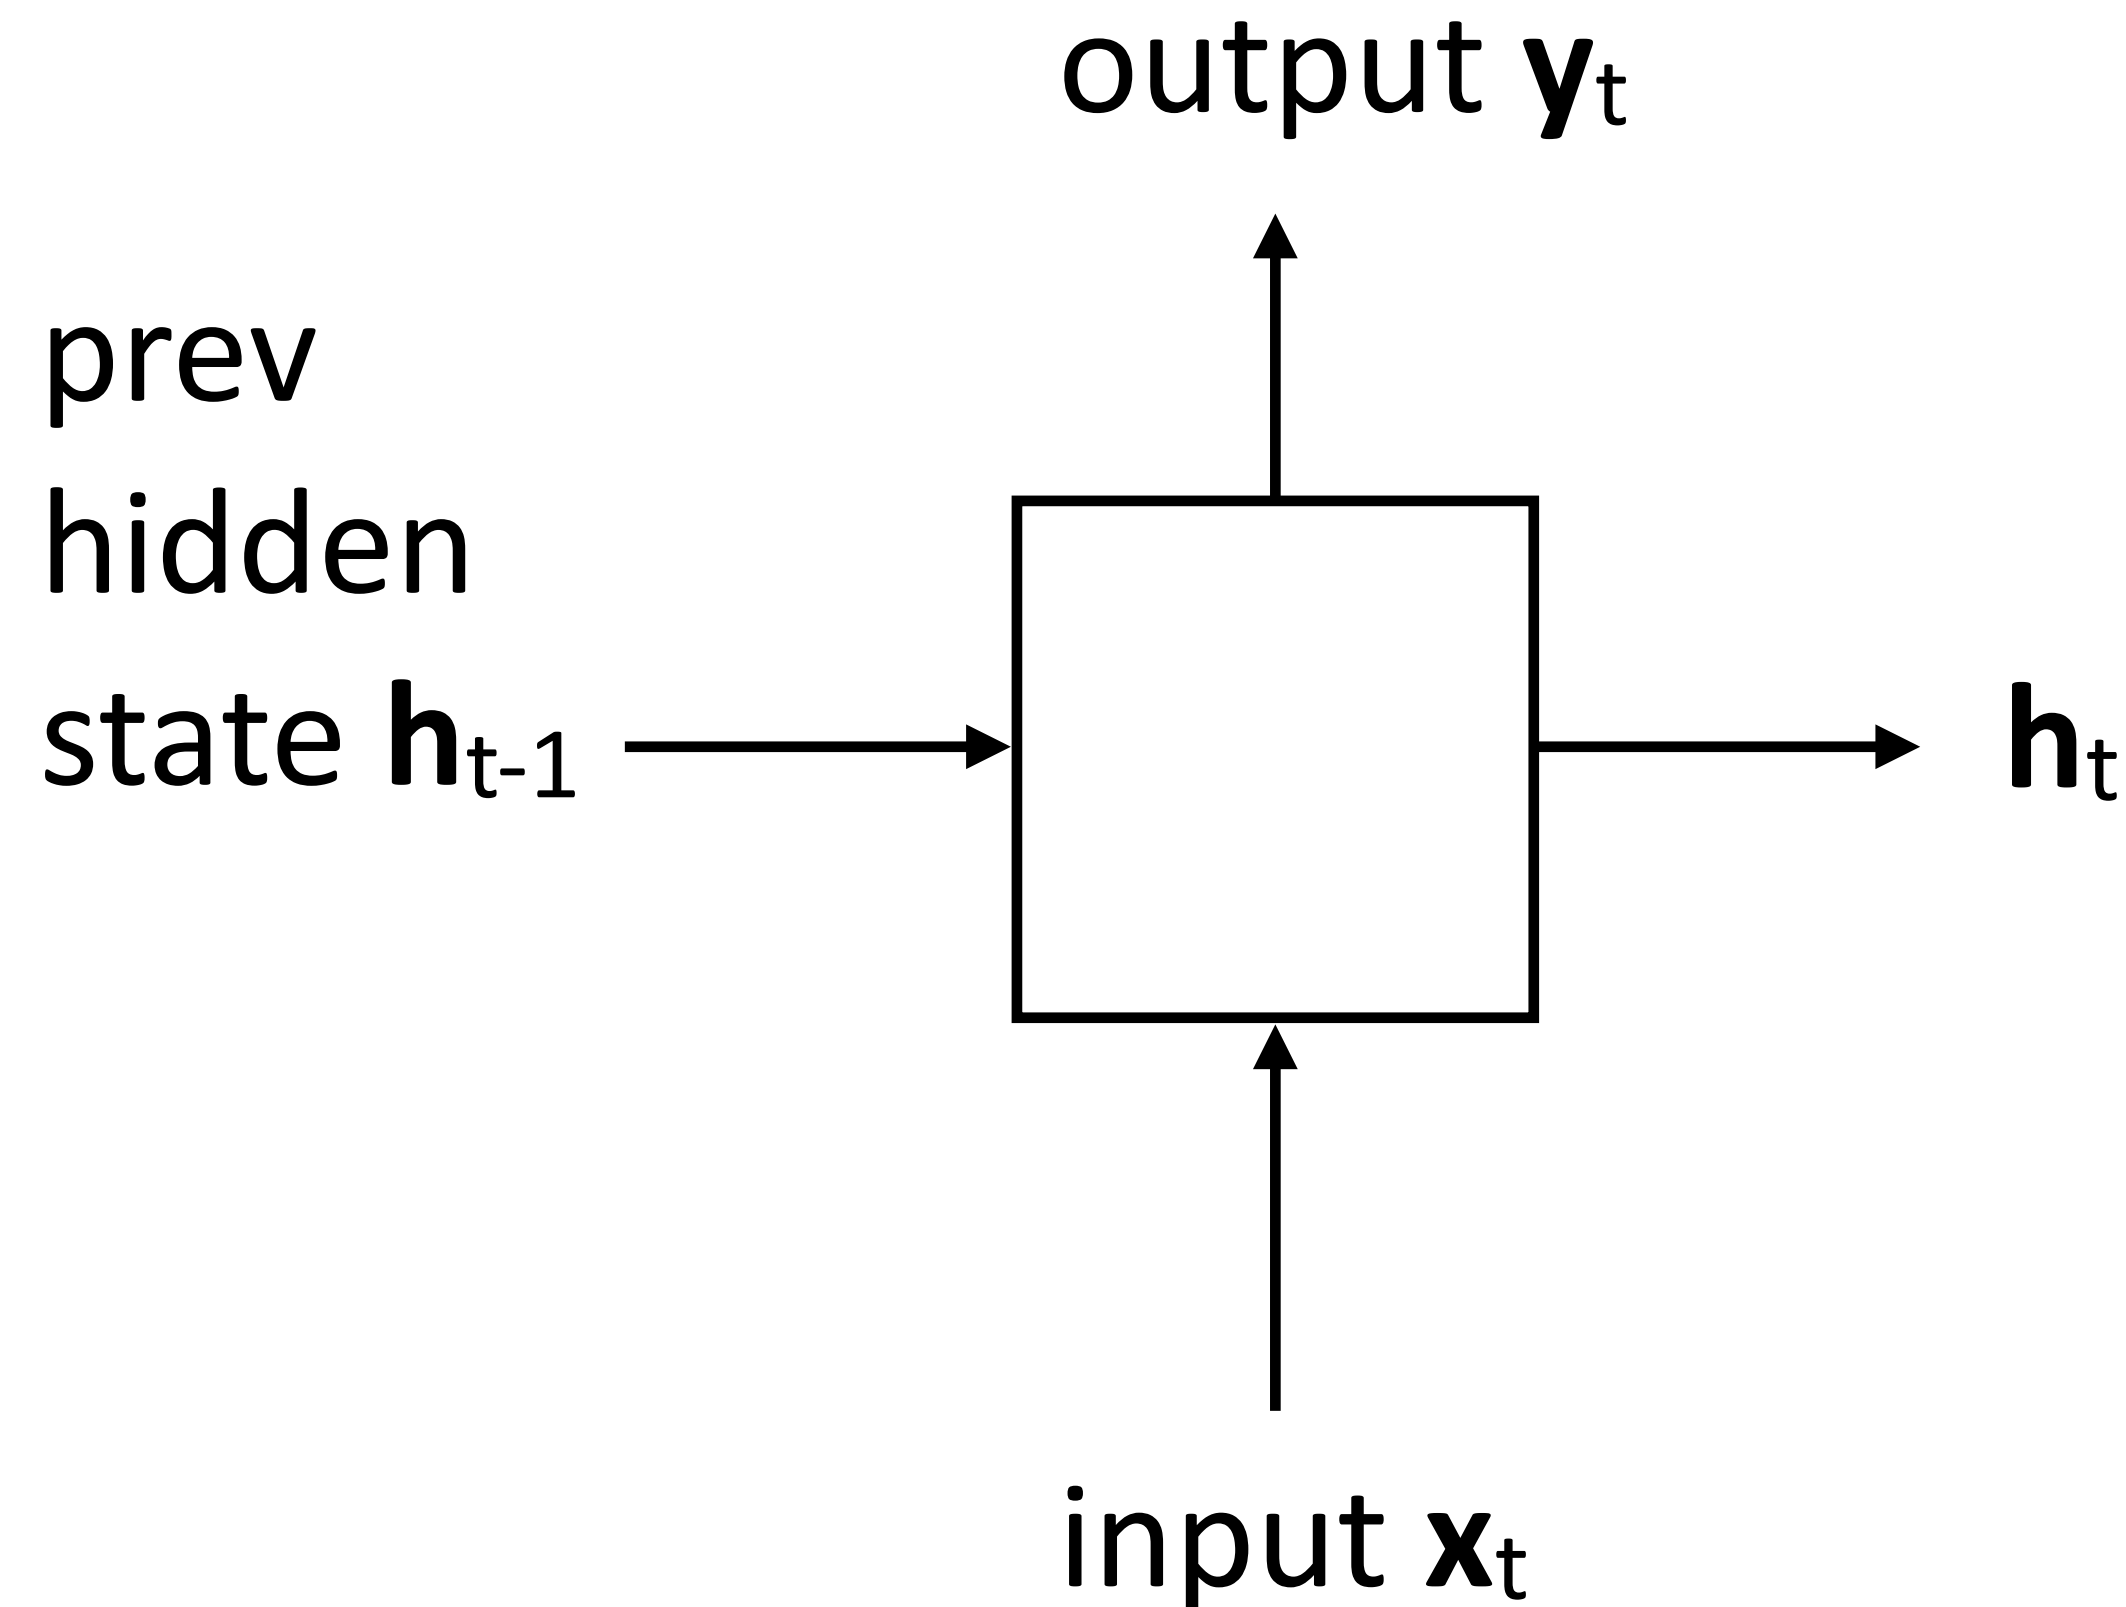 output yt
prev
hidden
state ht-1
ht
input xt